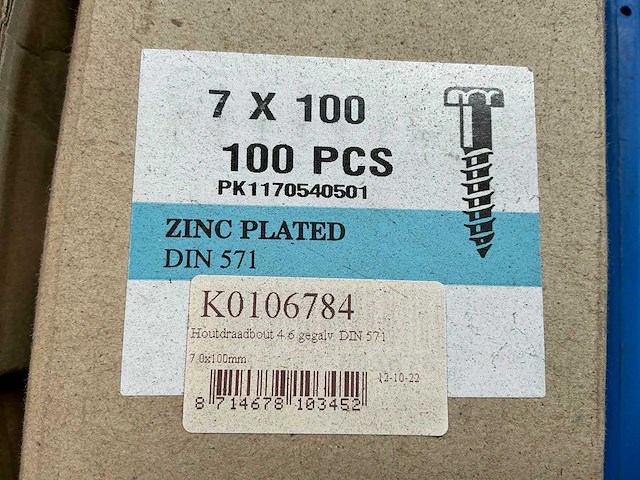 7 X 100
100 PCS
PK1170540501
ZINC PLATED
DIN 571
K0106784
Houtdraadbout 4.6 gegalv. DIN 571
7.0x100mm
12-10-22
8 714678 103452